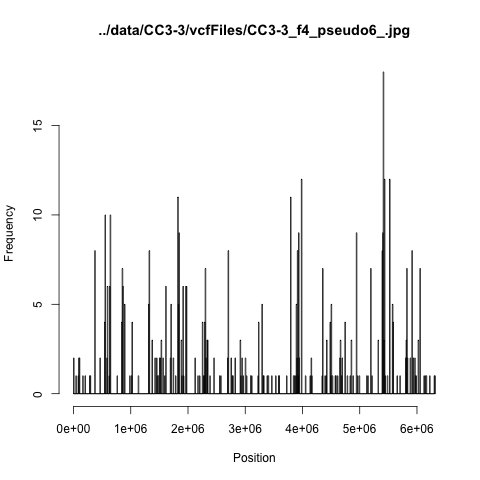 ../data/CC3-3/vcfFiles/CC3-3_f4_pseudo6_.jpg
Frequency
15
10
5
0
0e+00 1e+06 2e+06 3e+06 4e+06 5e+06 6e+06
Position